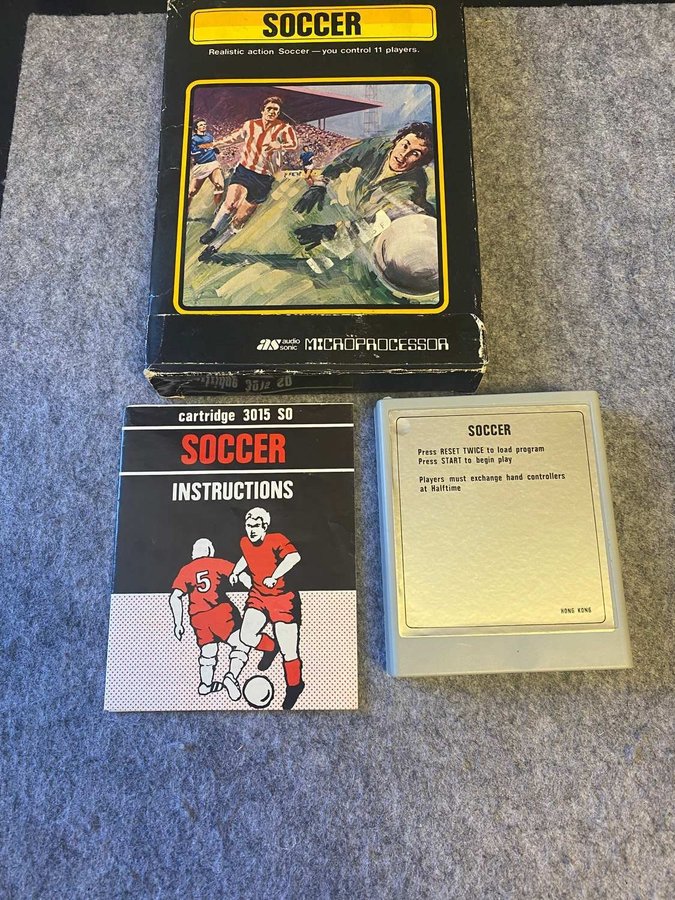 SOCCER
Realistic action Soccer — you control 11 players.
as audio sonic MICROPROCESSOR
cartridge 3015 SO
SOCCER
INSTRUCTIONS
5
SOCCER
Press RESET TWICE to load program
Press START to begin play
Players must exchange hand controllers
at Halftime
HONG KONG